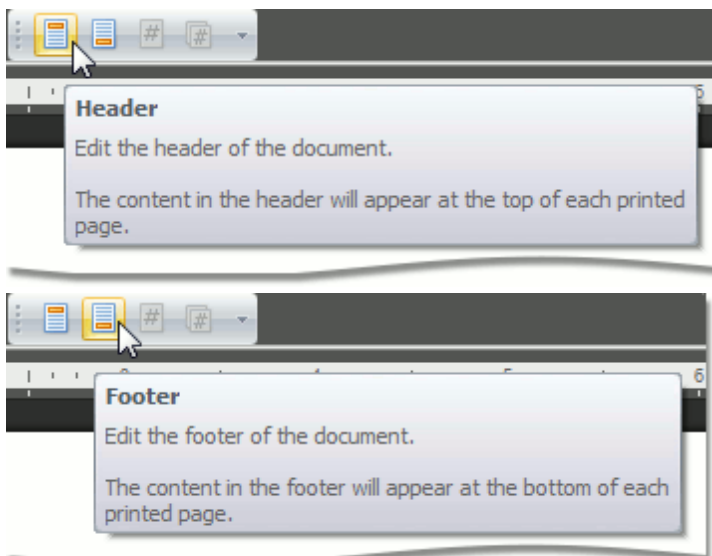 #
#
6
Header
Edit the header of the document.
The content in the header will appear at the top of each printed
page.
#
#
6
Footer
Edit the footer of the document.
The content in the footer will appear at the bottom of each
printed page.